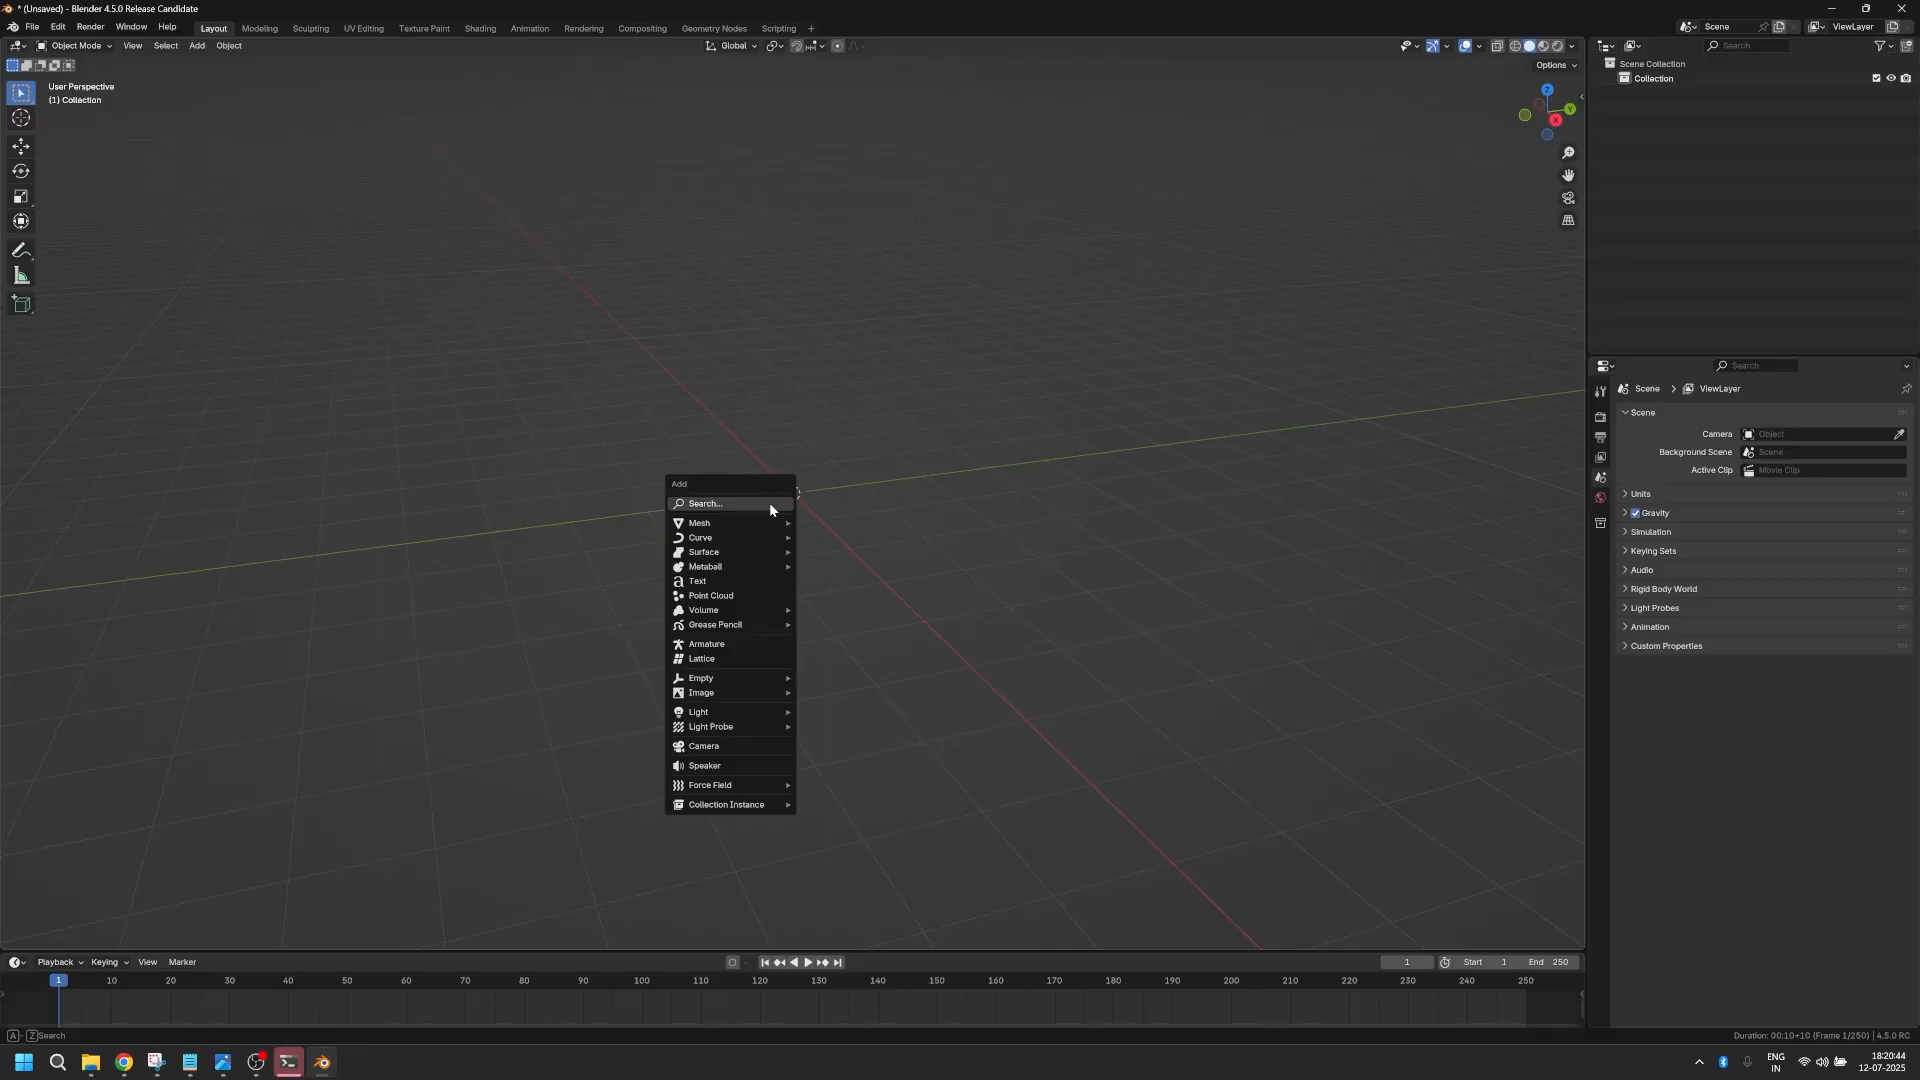 * (Unsaved) - Blender 4.5.0 Release Candidate
File Edit Render Window Help Layout Modeling Sculpting UV Editing Texture Paint Shading Animation Rendering Compositing Geometry Nodes Scripting + Scene ViewLayer
Object Mode View Select Add Object Global Search
Options
User Perspective
(1) Collection
Z
Y
X
Scene Collection
Collection
Search
Scene > ViewLayer
Scene
Camera Object
Background Scene Scene
Active Clip Movie Clip
Units
Gravity
Simulation
Keying Sets
Audio
Rigid Body World
Light Probes
Animation
Custom Properties
Add
Search...
Mesh
Curve
Surface
Metaball
Text
Point Cloud
Volume
Grease Pencil
Armature
Lattice
Empty
Image
Light
Light Probe
Camera
Speaker
Force Field
Collection Instance
Playback Keying View Marker 1 Start 1 End 250
1 10 20 30 40 50 60 70 80 90 100 110 120 130 140 150 160 170 180 190 200 210 220 230 240 250
A - Z Search Duration: 00:10+10 (Frame 1/250) | 4.5.0 RC
ENG
IN
18:20:44
12-07-2025